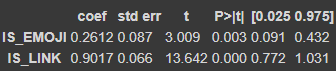 coef std err t P>|t| [0.025 0.975]
IS_EMOJI 0.2612 0.087 3.009 0.003 0.091 0.432
IS_LINK 0.9017 0.066 13.642 0.000 0.772 1.031